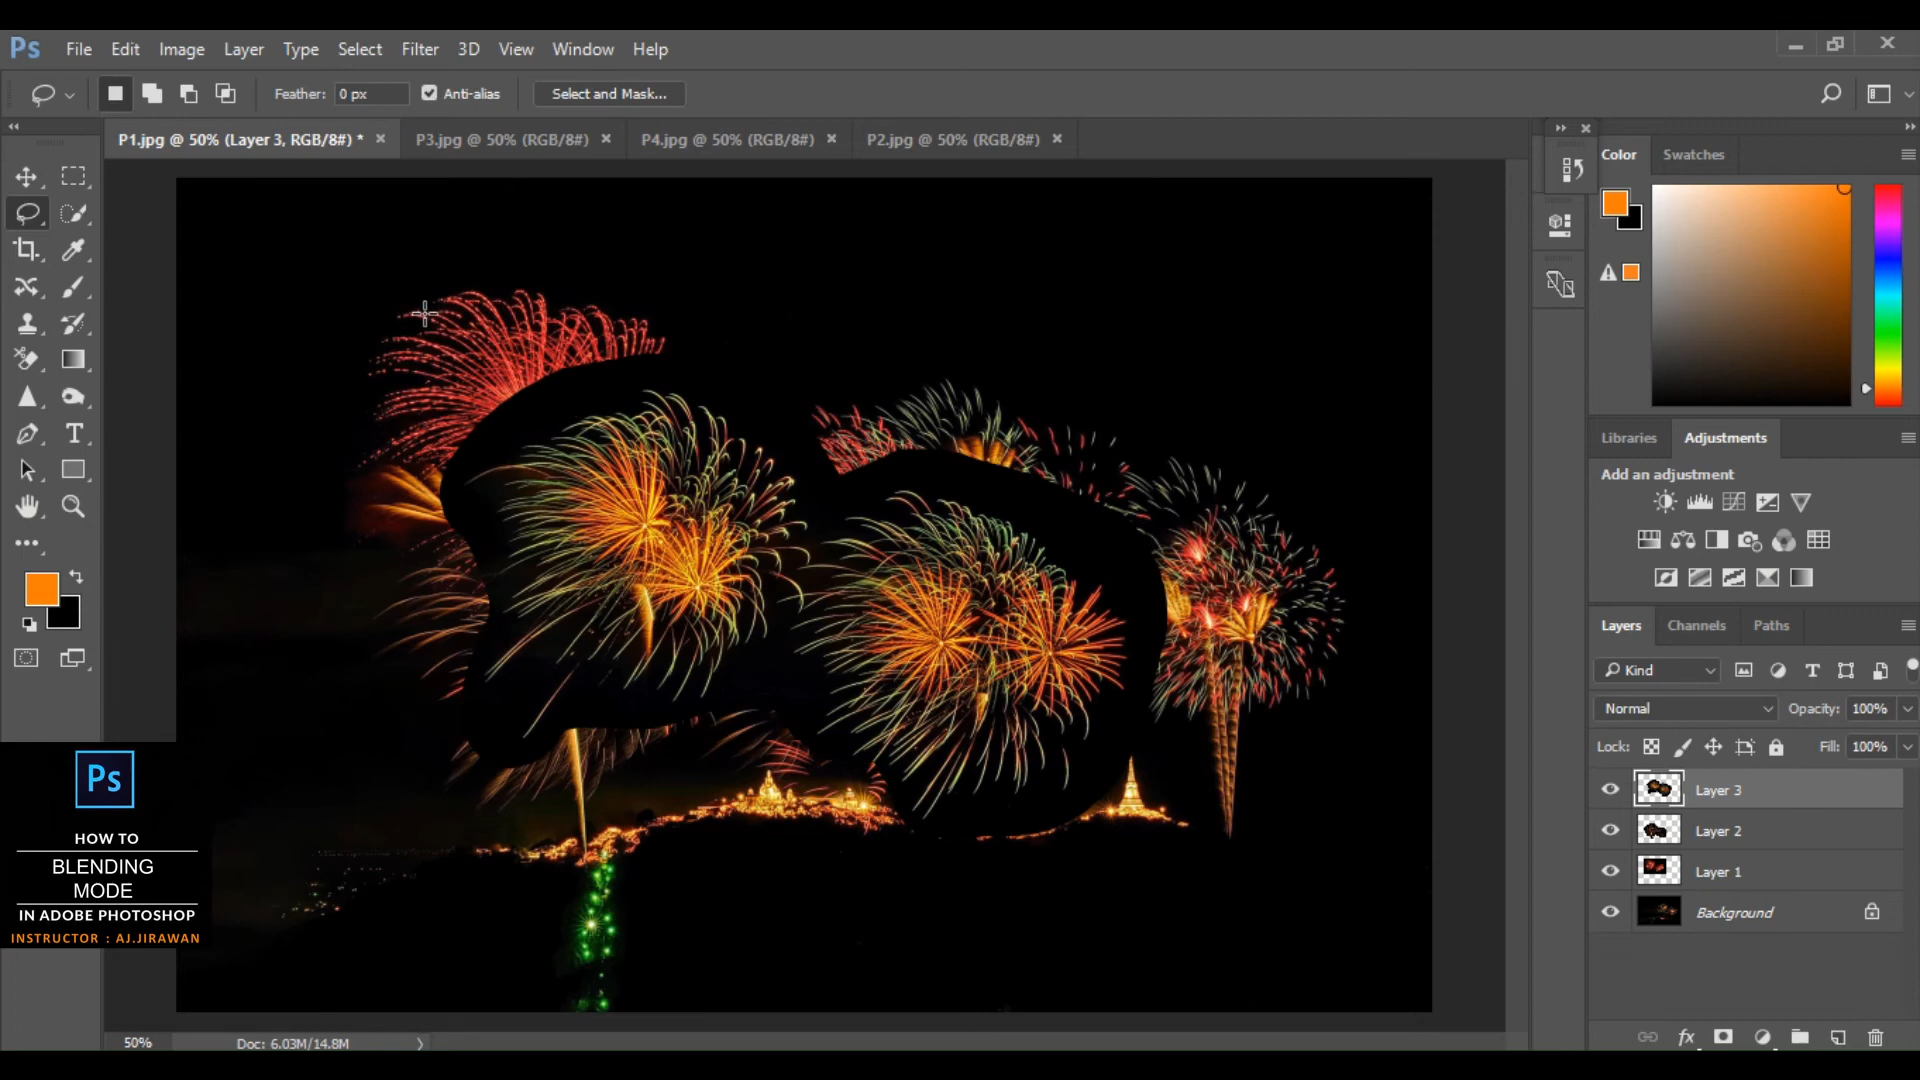 Ps File Edit Image Layer Type Select Filter 3D View Window Help
Feather: 0 px Anti-alias Select and Mask...
P1.jpg @ 50% (Layer 3, RGB/8#) * P3.jpg @ 50% (RGB/8#) P4.jpg @ 50% (RGB/8#) P2.jpg @ 50% (RGB/8#)
Color Swatches
Libraries Adjustments
Add an adjustment
Layers Channels Paths
Kind
Normal Opacity: 100%
Lock: Fill: 100%
Layer 3
Layer 2
Layer 1
Background
Ps
HOW TO
BLENDING
MODE
IN ADOBE PHOTOSHOP
INSTRUCTOR : AJ.JIRAWAN
50% Doc: 6.03M/14.8M